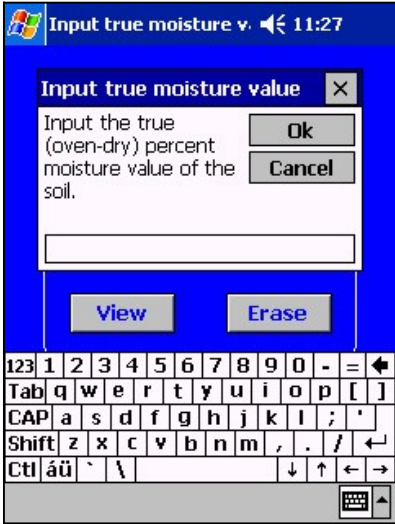 Input true moisture v. 11:27
Input true moisture value ×
Input the true
(oven-dry) percent
moisture value of the
soil.
Ok
Cancel
View Erase
123 1 2 3 4 5 6 7 8 9 0 - = 🡸
Tab q w e r t y u i o p [ ]
CAP a s d f g h j k l ; '
Shift z x c v b n m , . / ↵
Ctl áü ` \ ↓ ↑ ← →